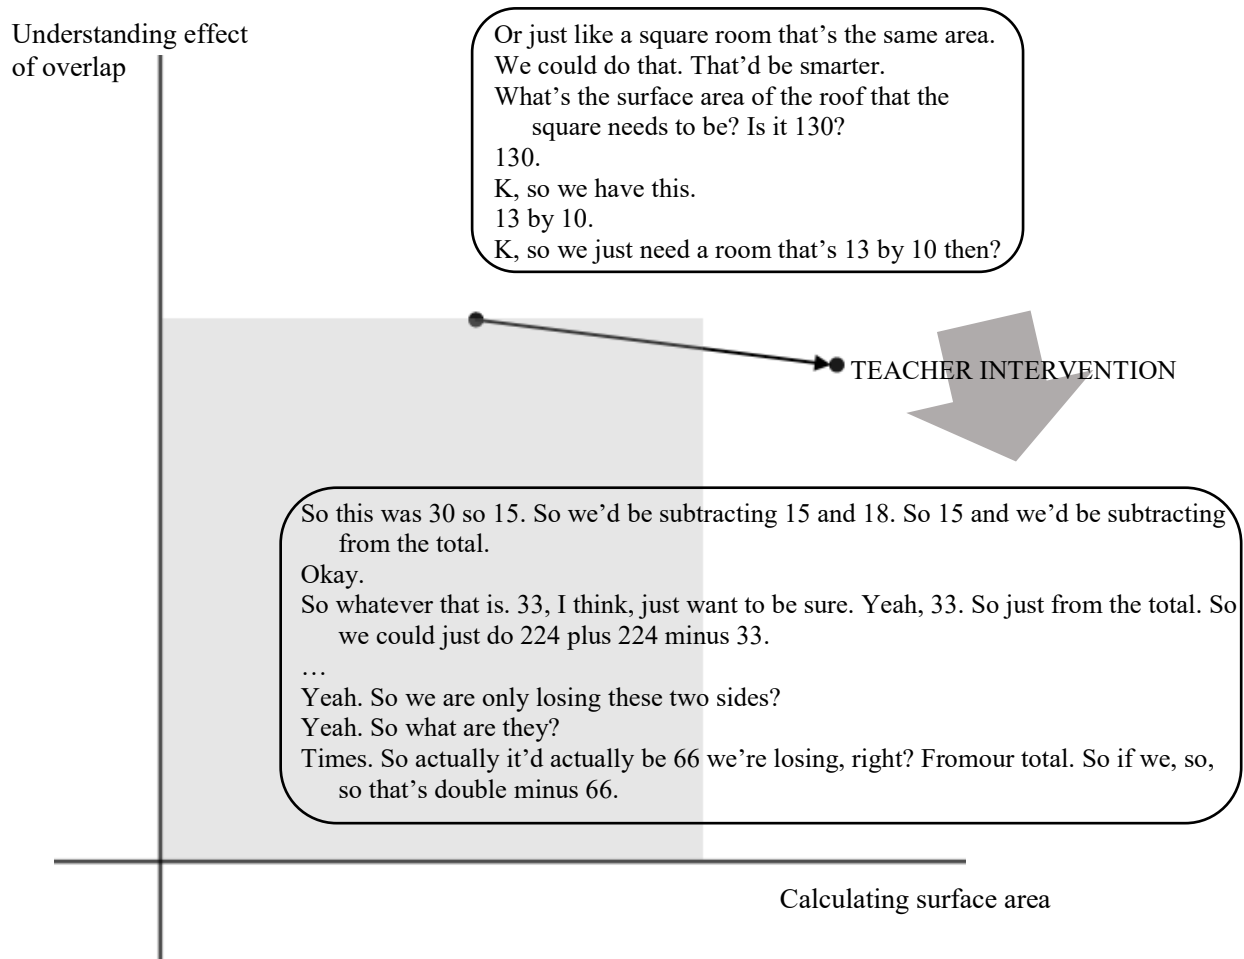 Understanding effect
of overlap
Or just like a square room that’s the same area.
We could do that. That’d be smarter.
What’s the surface area of the roof that the
square needs to be? Is it 130?
130.
K, so we have this.
13 by 10.
K, so we just need a room that’s 13 by 10 then?
TEACHER INTERVENTION
So this was 30 so 15. So we’d be subtracting 15 and 18. So 15 and we’d be subtracting
from the total.
Okay.
So whatever that is. 33, I think, just want to be sure. Yeah, 33. So just from the total. So
we could just do 224 plus 224 minus 33.
…
Yeah. So we are only losing these two sides?
Yeah. So what are they?
Times. So actually it’d actually be 66 we’re losing, right? Fromour total. So if we, so,
so that’s double minus 66.
Calculating surface area